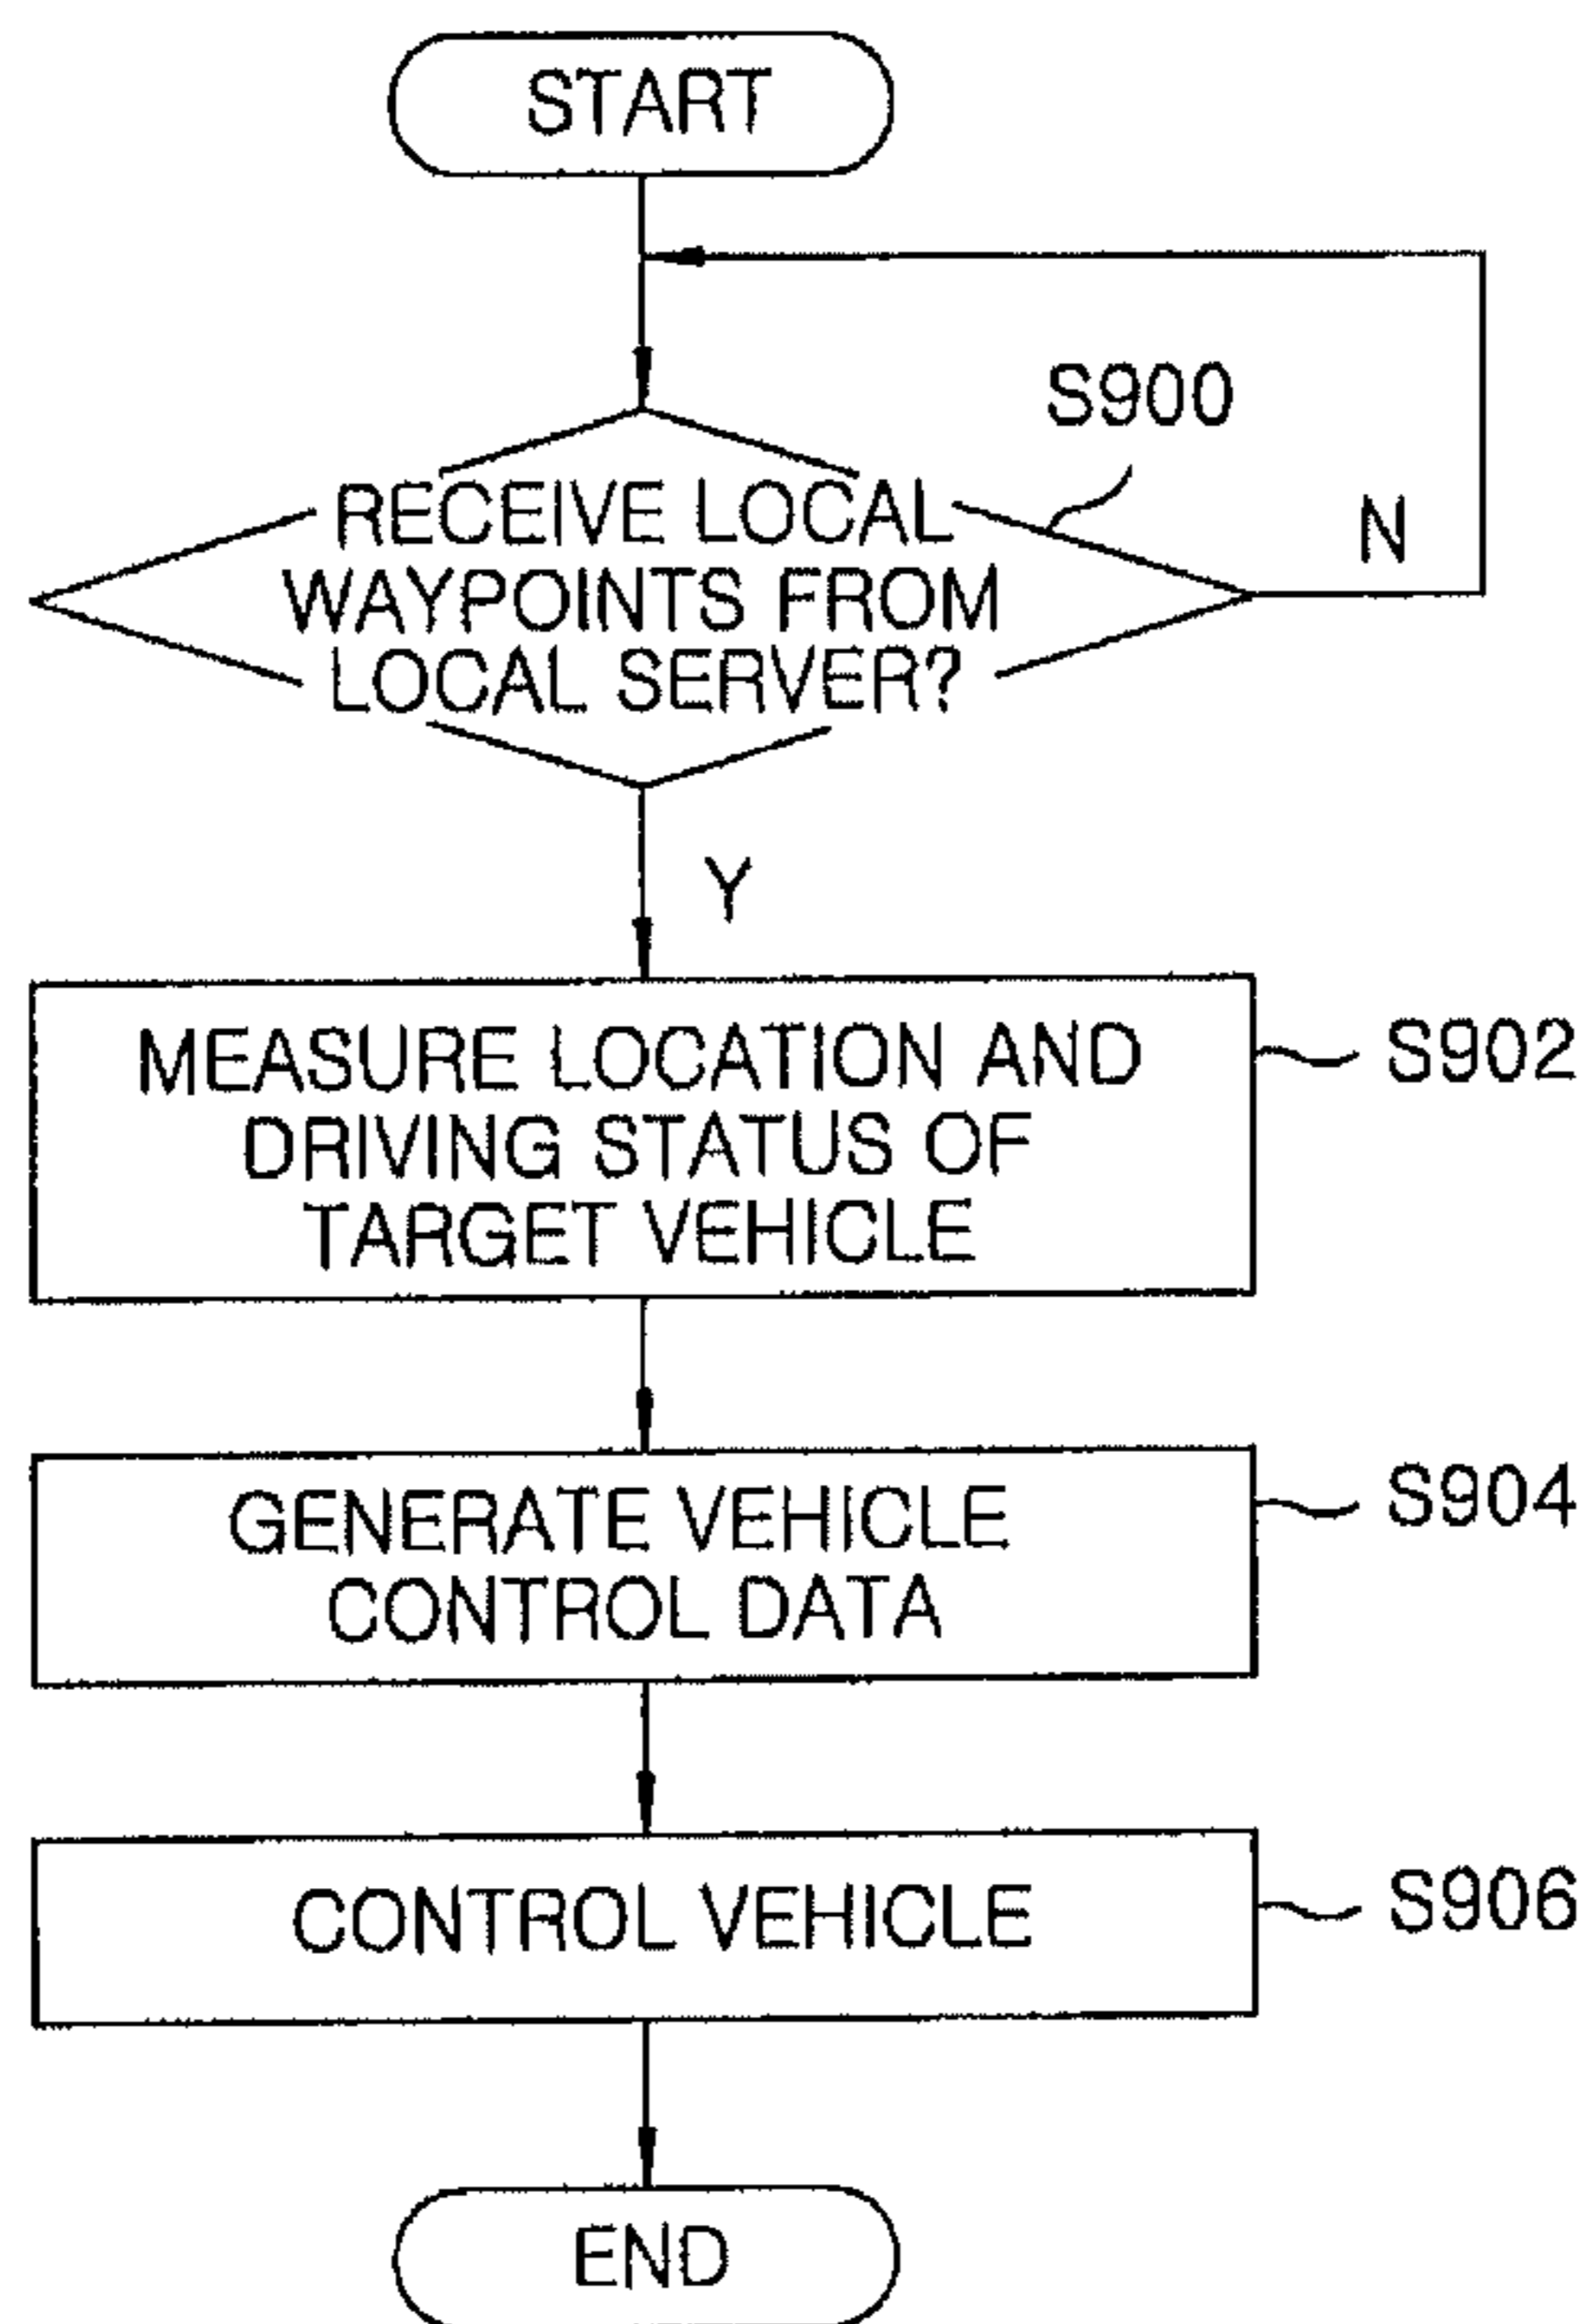 START
S900
RECEIVE LOCAL
WAYPOINTS FROM
LOCAL SERVER?
N
Y
MEASURE LOCATION AND
DRIVING STATUS OF
TARGET VEHICLE
S902
GENERATE VEHICLE
CONTROL DATA
S904
CONTROL VEHICLE
S906
END